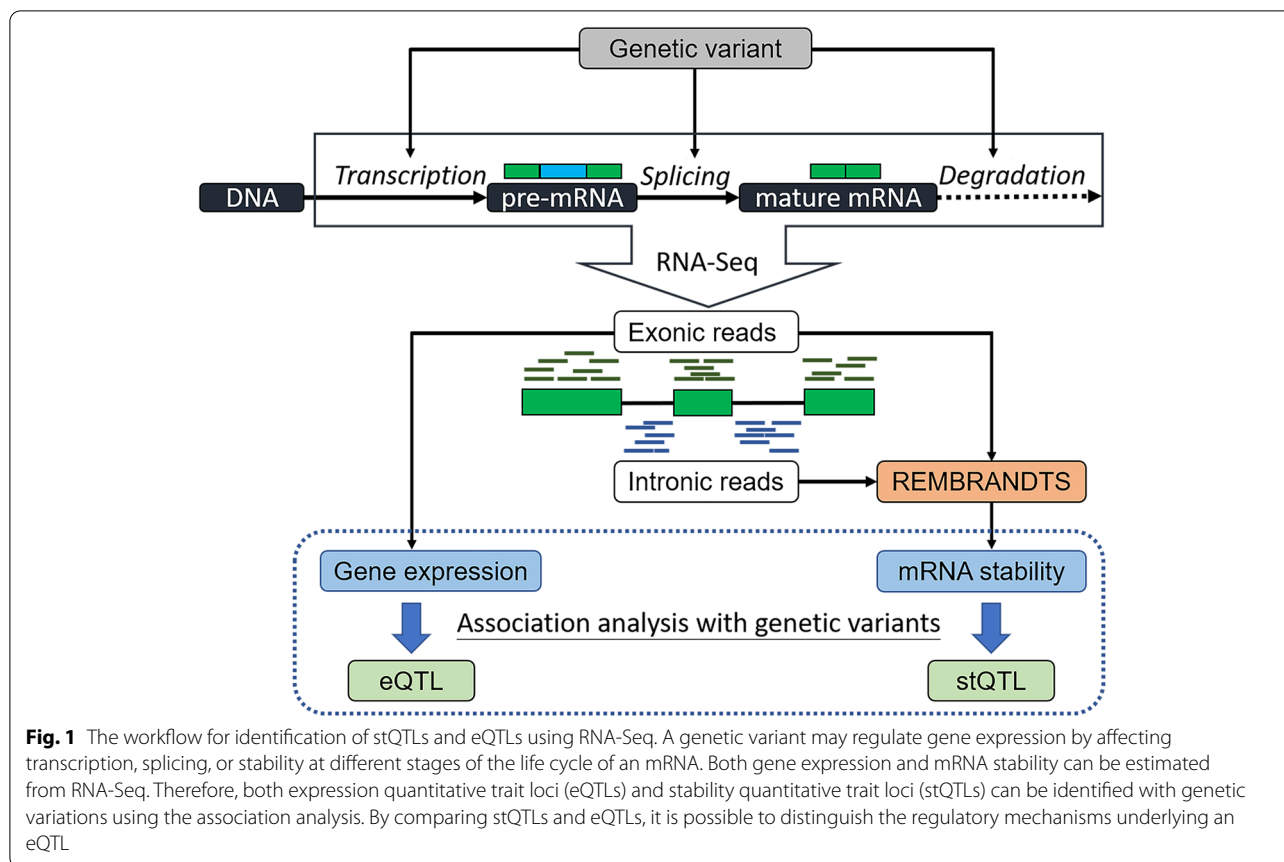 Genetic variant
Transcription
Splicing
Degradation
DNA
pre-mRNA
mature mRNA
RNA-Seq
Exonic reads
Intronic reads
REMBRANDTS
Gene expression
mRNA stability
Association analysis with genetic variants
eQTL
stQTL
Fig. 1 The workflow for identification of stQTLs and eQTLs using RNA-Seq. A genetic variant may regulate gene expression by affecting
transcription, splicing, or stability at different stages of the life cycle of an mRNA. Both gene expression and mRNA stability can be estimated
from RNA-Seq. Therefore, both expression quantitative trait loci (eQTLs) and stability quantitative trait loci (stQTLs) can be identified with genetic
variations using the association analysis. By comparing stQTLs and eQTLs, it is possible to distinguish the regulatory mechanisms underlying an
eQTL